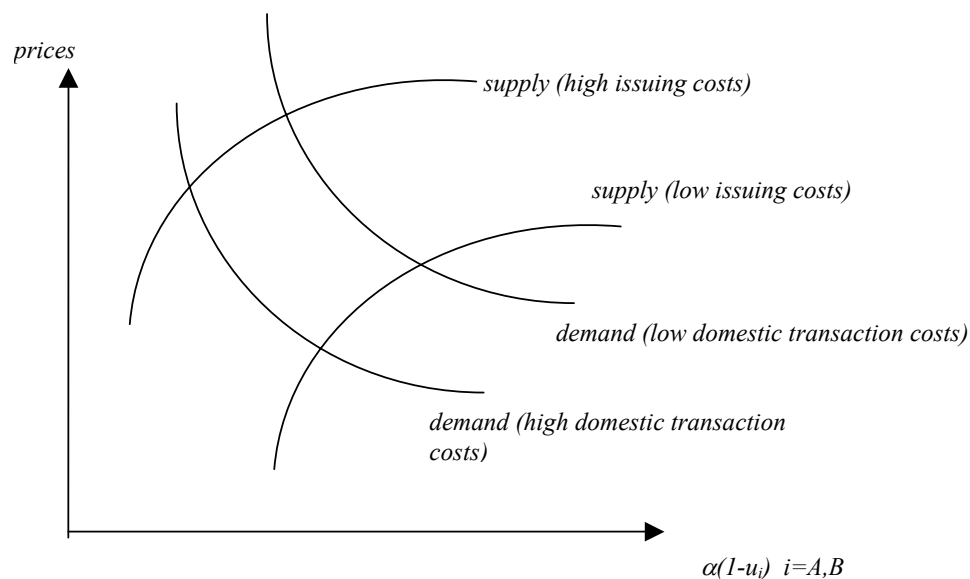 prices
supply (high issuing costs)
supply (low issuing costs)
demand (low domestic transaction costs)
demand (high domestic transaction
costs)
α(1-uᵢ) i=A,B